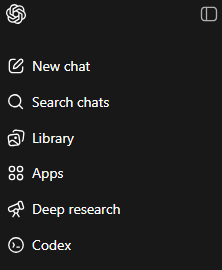 New chat
Search chats
Library
Apps
Deep research
Codex